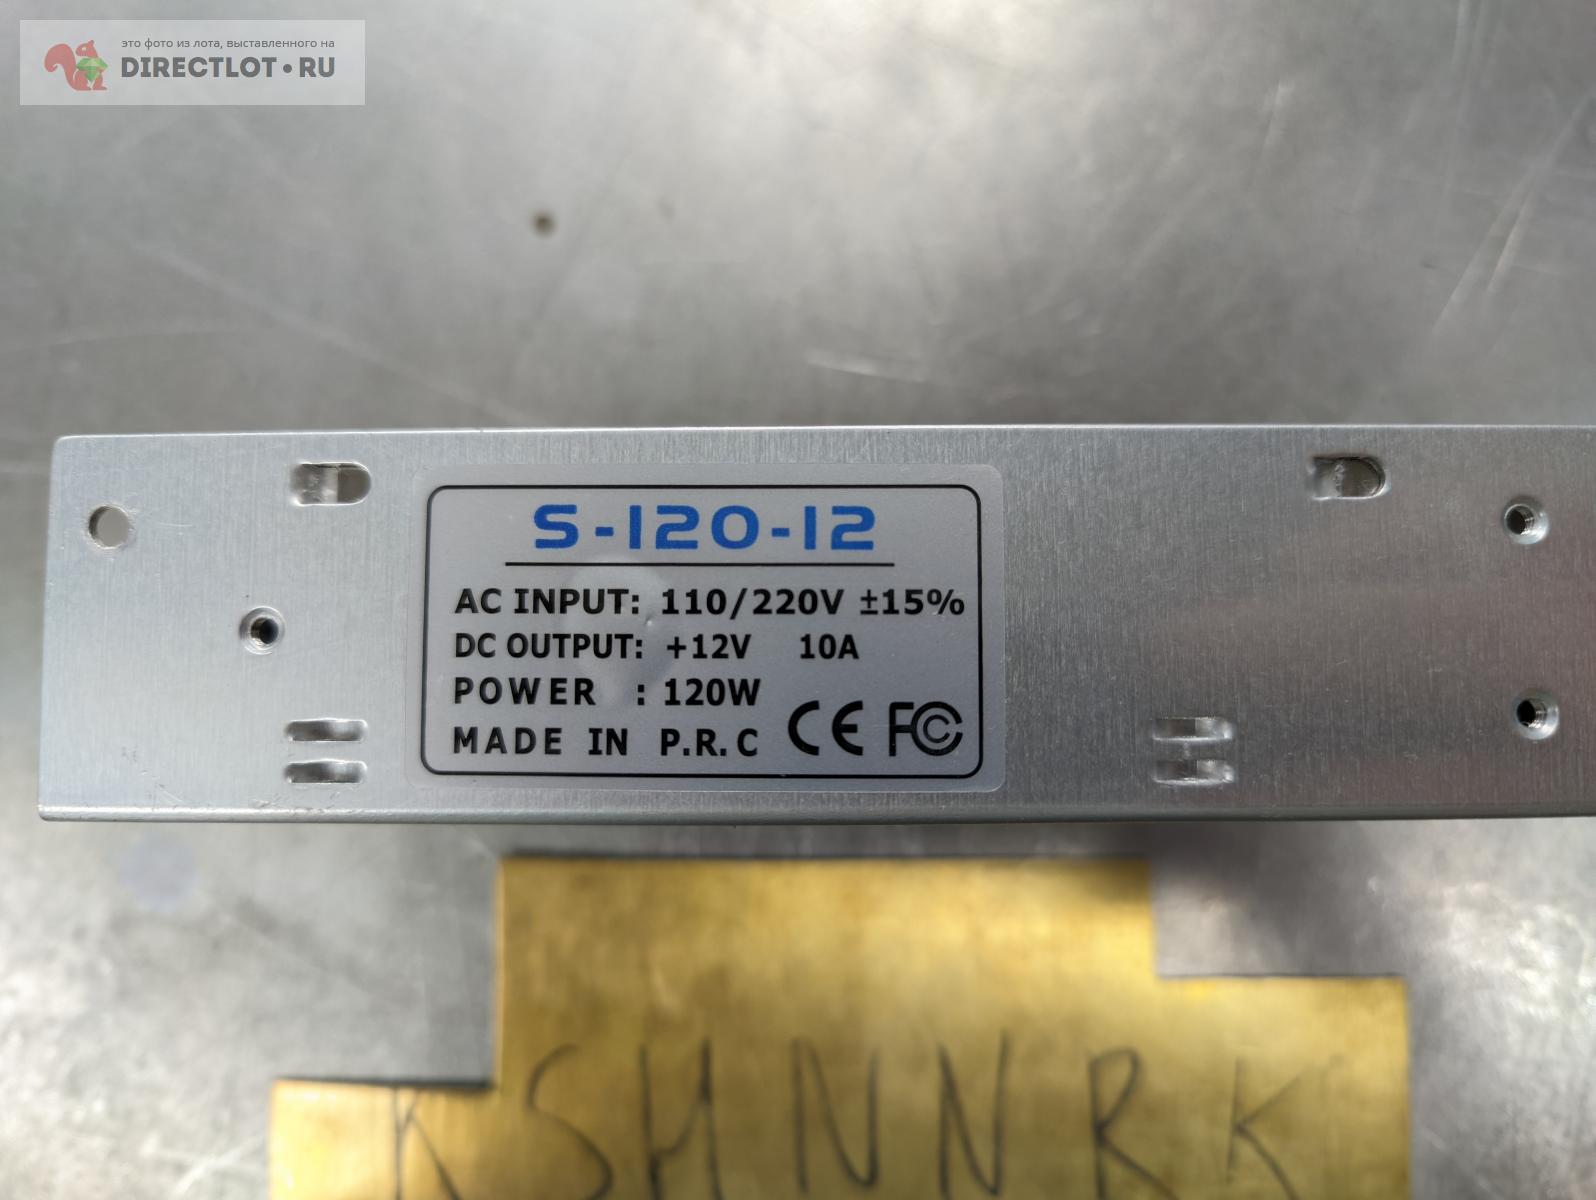 это фото из лота, выставленного на
DIRECTLOT•RU
S-120-12
AC INPUT: 110/220V ±15%
DC OUTPUT: +12V 10A
POWER : 120W
MADE IN P.R.C CE FC
KSHNNRK